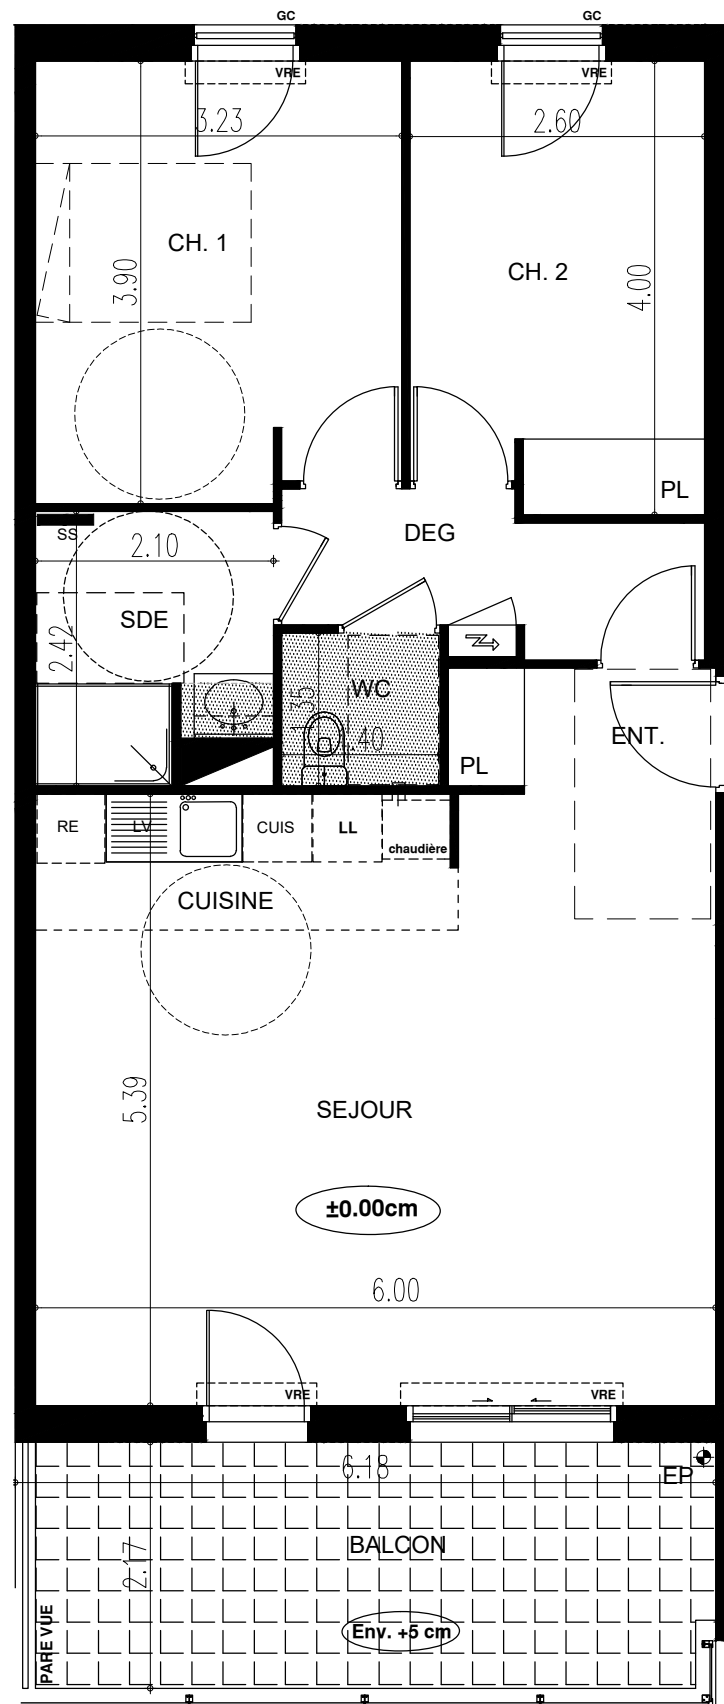 GC
GC
VRE
VRE
3.23
2.60
CH. 1
CH. 2
3.90
4.00
PL
DEG
SS
2.10
SDE
2.42
WC
ENT.
PL
RE
LV
CUIS
LL
chaudière
CUISINE
5.39
SEJOUR
±0.00cm
6.00
VRE
VRE
6.18
EP
BALCON
2.17
Env. +5 cm
PARE VUE